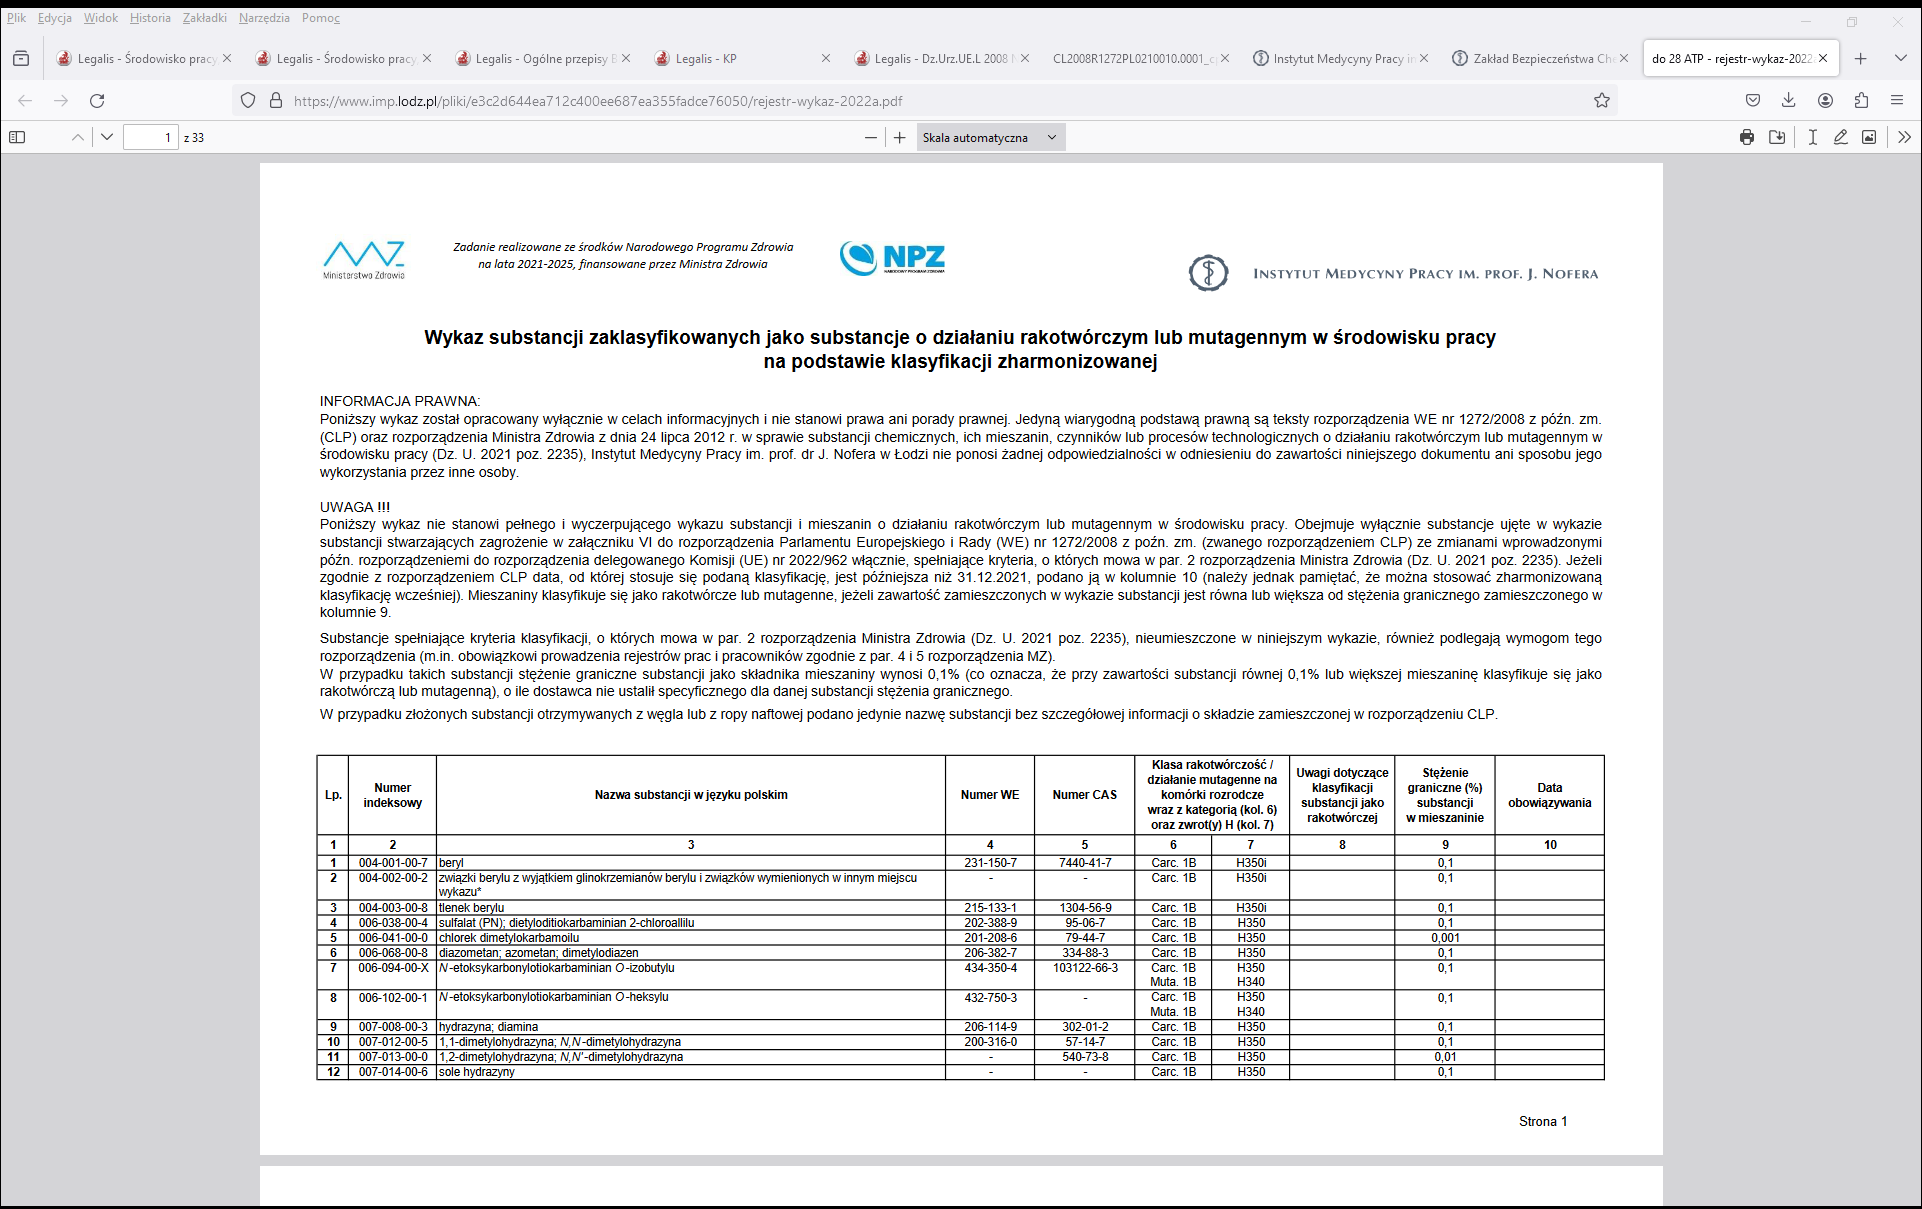 Plik Edycja Widok Historia Zakładki Narzędzia Pomoc
Legalis - Środowisko pracy
Legalis - Środowisko pracy
Legalis - Ogólne przepisy B
Legalis - KP
Legalis - Dz.Urz.UE.L 2008
CL2008R1272PL0210010.0001_c
Instytut Medycyny Pracy i
Zakład Bezpieczeństwa Che
do 28 ATP - rejestr-wykaz-2022
https://www.imp.lodz.pl/pliki/e3c2d644ea712c400ee687ea355fadce76050/rejestr-wykaz-2022a.pdf
1 z 33
Skala automatyczna
Ministerstwo Zdrowia
Zadanie realizowane ze środków Narodowego Programu Zdrowia
na lata 2021-2025, finansowane przez Ministra Zdrowia
NPZ
NARODOWY PROGRAM ZDROWIA
INSTYTUT MEDYCYNY PRACY IM. PROF. J. NOFERA
Wykaz substancji zaklasyfikowanych jako substancje o działaniu rakotwórczym lub mutagennym w środowisku pracy
na podstawie klasyfikacji zharmonizowanej
INFORMACJA PRAWNA:
Poniższy wykaz został opracowany wyłącznie w celach informacyjnych i nie stanowi prawa ani porady prawnej. Jedyną wiarygodną podstawą prawną są teksty rozporządzenia WE nr 1272/2008 z późn. zm.
(CLP) oraz rozporządzenia Ministra Zdrowia z dnia 24 lipca 2012 r. w sprawie substancji chemicznych, ich mieszanin, czynników lub procesów technologicznych o działaniu rakotwórczym lub mutagennym w
środowisku pracy (Dz. U. 2021 poz. 2235), Instytut Medycyny Pracy im. prof. dr J. Nofera w Łodzi nie ponosi żadnej odpowiedzialności w odniesieniu do zawartości niniejszego dokumentu ani sposobu jego
wykorzystania przez inne osoby.
UWAGA !!!
Poniższy wykaz nie stanowi pełnego i wyczerpującego wykazu substancji i mieszanin o działaniu rakotwórczym lub mutagennym w środowisku pracy. Obejmuje wyłącznie substancje ujęte w wykazie
substancji stwarzających zagrożenie w załączniku VI do rozporządzenia Parlamentu Europejskiego i Rady (WE) nr 1272/2008 z poźn. zm. (zwanego rozporządzeniem CLP) ze zmianami wprowadzonymi
późn. rozporządzeniemi do rozporządzenia delegowanego Komisji (UE) nr 2022/962 włącznie, spełniające kryteria, o których mowa w par. 2 rozporządzenia Ministra Zdrowia (Dz. U. 2021 poz. 2235). Jeżeli
zgodnie z rozporządzeniem CLP data, od której stosuje się podaną klasyfikację, jest późniejsza niż 31.12.2021, podano ją w kolumnie 10 (należy jednak pamiętać, że można stosować zharmonizowaną
klasyfikację wcześniej). Mieszaniny klasyfikuje się jako rakotwórcze lub mutagenne, jeżeli zawartość zamieszczonych w wykazie substancji jest równa lub większa od stężenia granicznego zamieszczonego w
kolumnie 9.
Substancje spełniające kryteria klasyfikacji, o których mowa w par. 2 rozporządzenia Ministra Zdrowia (Dz. U. 2021 poz. 2235), nieumieszczone w niniejszym wykazie, również podlegają wymogom tego
rozporządzenia (m.in. obowiązkowi prowadzenia rejestrów prac i pracowników zgodnie z par. 4 i 5 rozporządzenia MZ).
W przypadku takich substancji stężenie graniczne substancji jako składnika mieszaniny wynosi 0,1% (co oznacza, że przy zawartości substancji równej 0,1% lub większej mieszaninę klasyfikuje się jako
rakotwórczą lub mutagenną), o ile dostawca nie ustalił specyficznego dla danej substancji stężenia granicznego.
W przypadku złożonych substancji otrzymywanych z węgla lub z ropy naftowej podano jedynie nazwę substancji bez szczegółowej informacji o składzie zamieszczonej w rozporządzeniu CLP.
Lp.
Numer
indeksowy
Nazwa substancji w języku polskim
Numer WE
Numer CAS
Klasa rakotwórczość /
działanie mutagenne na
komórki rozrodcze
wraz z kategorią (kol. 6)
oraz zwrot(y) H (kol. 7)
Uwagi dotyczące
klasyfikacji
substancji jako
rakotwórczej
Stężenie
graniczne (%)
substancji
w mieszaninie
Data
obowiązywania
1 2 3 4 5 6 7 8 9 10
1 004-001-00-7 beryl 231-150-7 7440-41-7 Carc. 1B H350i 0,1
2 004-002-00-2 związki berylu z wyjątkiem glinokrzemianów berylu i związków wymienionych w innym miejscu - - Carc. 1B H350i 0,1
wykazu*
3 004-003-00-8 tlenek berylu 215-133-1 1304-56-9 Carc. 1B H350i 0,1
4 006-038-00-4 sulfalat (PN); dietyloditiokarbaminian 2-chloroallilu 202-388-9 95-06-7 Carc. 1B H350 0,1
5 006-041-00-0 chlorek dimetylokarbamoilu 201-208-6 79-44-7 Carc. 1B H350 0,001
6 006-068-00-8 diazometan; azometan; dimetylodiazen 206-382-7 334-88-3 Carc. 1B H350 0,1
7 006-094-00-X N-etoksykarbonylotiokarbaminian O-izobutylu 434-350-4 103122-66-3 Carc. 1B H350 0,1
Muta. 1B H340
8 006-102-00-1 N-etoksykarbonylotiokarbaminian O-heksylu 432-750-3 - Carc. 1B H350 0,1
Muta. 1B H340
9 007-008-00-3 hydrazyna; diamina 206-114-9 302-01-2 Carc. 1B H350 0,1
10 007-012-00-5 1,1-dimetylohydrazyna; N,N-dimetylohydrazyna 200-316-0 57-14-7 Carc. 1B H350 0,1
11 007-013-00-0 1,2-dimetylohydrazyna; N,N'-dimetylohydrazyna - 540-73-8 Carc. 1B H350 0,01
12 007-014-00-6 sole hydrazyny - - Carc. 1B H350 0,1
Strona 1